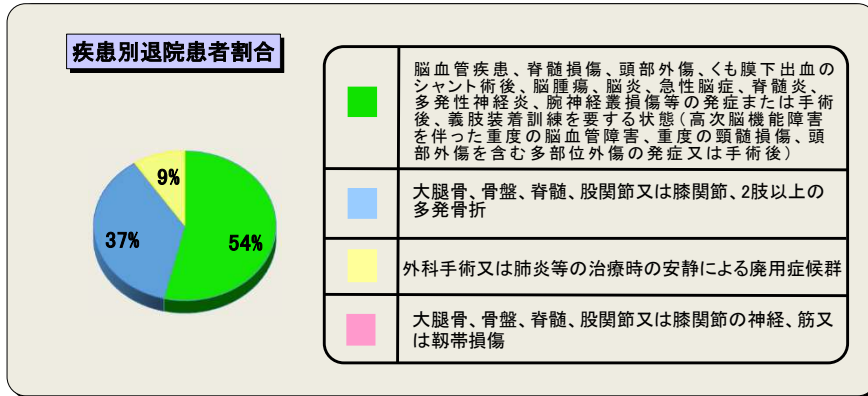 疾患別退院患者割合
9%
37%
54%
脳血管疾患、脊髄損傷、頭部外傷、くも膜下出血の
シャント術後、脳腫瘍、脳炎、急性脳症、脊髄炎、
多発性神経炎、腕神経叢損傷等の発症または手術
後、義肢装着訓練を要する状態（高次脳機能障害
を伴った重度の脳血管障害、重度の頸髄損傷、頭
部外傷を含む多部位外傷の発症又は手術後）
大腿骨、骨盤、脊髄、股関節又は膝関節、2肢以上の
多発骨折
外科手術又は肺炎等の治療時の安静による廃用症候群
大腿骨、骨盤、脊髄、股関節又は膝関節の神経、筋又
は靱帯損傷